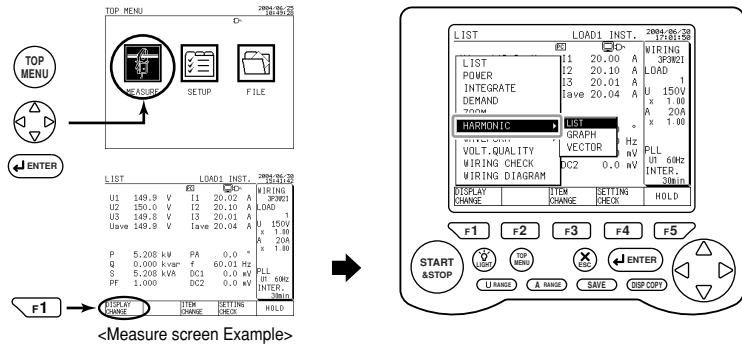 TOP MENU
2004/06/25
10:49:28
MEASURE
SETUP
FILE
TOP
MENU
ENTER
LIST
LOAD1 INST.
2004/06/30
15:41:42
PC
U1 149.9 V I1 20.02 A
U2 150.0 V I2 20.10 A
U3 149.8 V I3 20.01 A
Uave 149.9 V Iave 20.04 A
P 5.208 kW PA 0.0 °
Q 0.000 kvar f 60.01 Hz
S 5.208 kVA DC1 0.0 mV
PF 1.000 DC2 0.0 mV
WIRING
3P3W2I
LOAD
1
U 150V
x 1.00
A 20A
x 1.00
PLL
U1 60Hz
INTER.
30min
DISPLAY
CHANGE
ITEM
CHANGE
SETTING
CHECK
HOLD
F1
<Measure screen Example>
LIST
LOAD1 INST.
2004/06/30
17:01:50
PC
I1 20.00 A
I2 20.10 A
I3 20.01 A
Iave 20.04 A
LIST
POWER
INTEGRATE
DEMAND
ZOOM
HARMONIC
WAVEFORM
VOLT.QUALITY
WIRING CHECK
WIRING DIAGRAM
LIST
GRAPH
VECTOR
°
Hz
mV
DC2 0.0 mV
WIRING
3P3W2I
LOAD
1
U 150V
x 1.00
A 20A
x 1.00
PLL
U1 60Hz
INTER.
30min
DISPLAY
CHANGE
ITEM
CHANGE
SETTING
CHECK
HOLD
F1
F2
F3
F4
F5
START
&STOP
LIGHT
TOP
MENU
ESC
ENTER
U RANGE
A RANGE
SAVE
DISP COPY